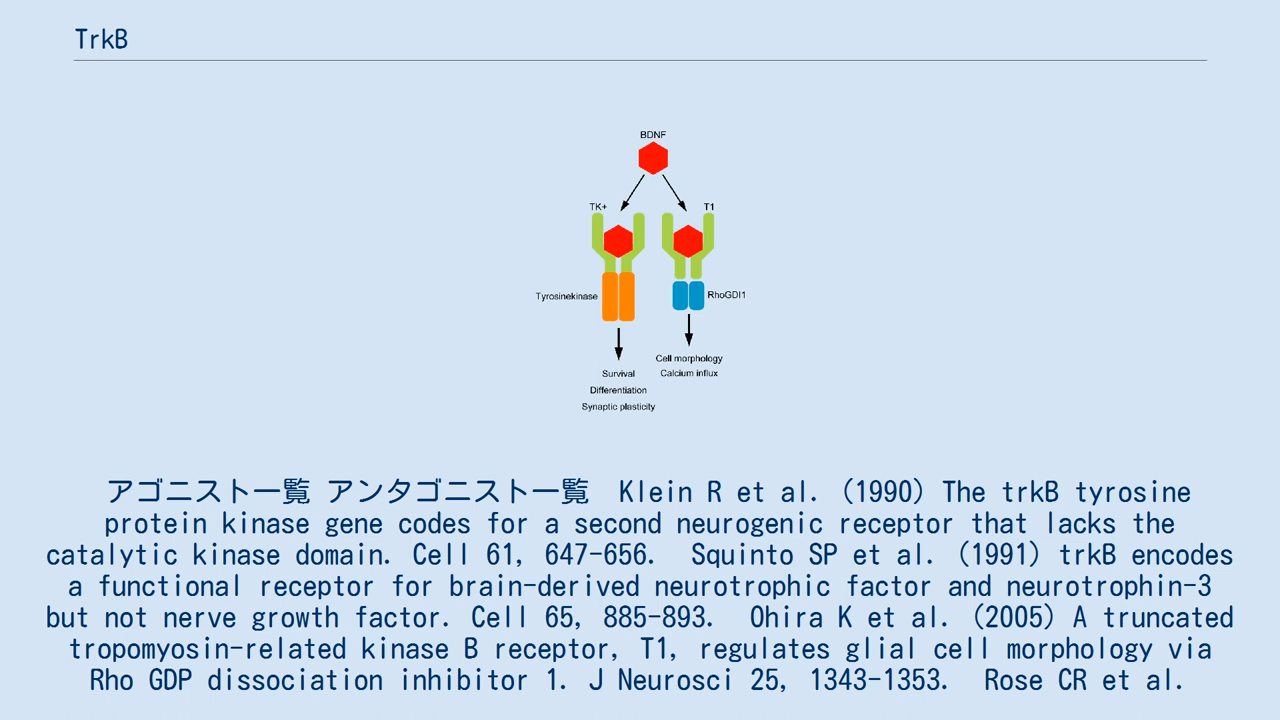 TrkB
BDNF
TK+
T1
Tyrosinekinase
RhoGDI1
Survival
Differentiation
Synaptic plasticity
Cell morphology
Calcium influx
アゴニスト一覧 アンタゴニスト一覧 Klein R et al. (1990) The trkB tyrosine
protein kinase gene codes for a second neurogenic receptor that lacks the
catalytic kinase domain. Cell 61, 647-656. Squinto SP et al. (1991) trkB encodes
a functional receptor for brain-derived neurotrophic factor and neurotrophin-3
but not nerve growth factor. Cell 65, 885-893. Ohira K et al. (2005) A truncated
tropomyosin-related kinase B receptor, T1, regulates glial cell morphology via
Rho GDP dissociation inhibitor 1. J Neurosci 25, 1343-1353. Rose CR et al.